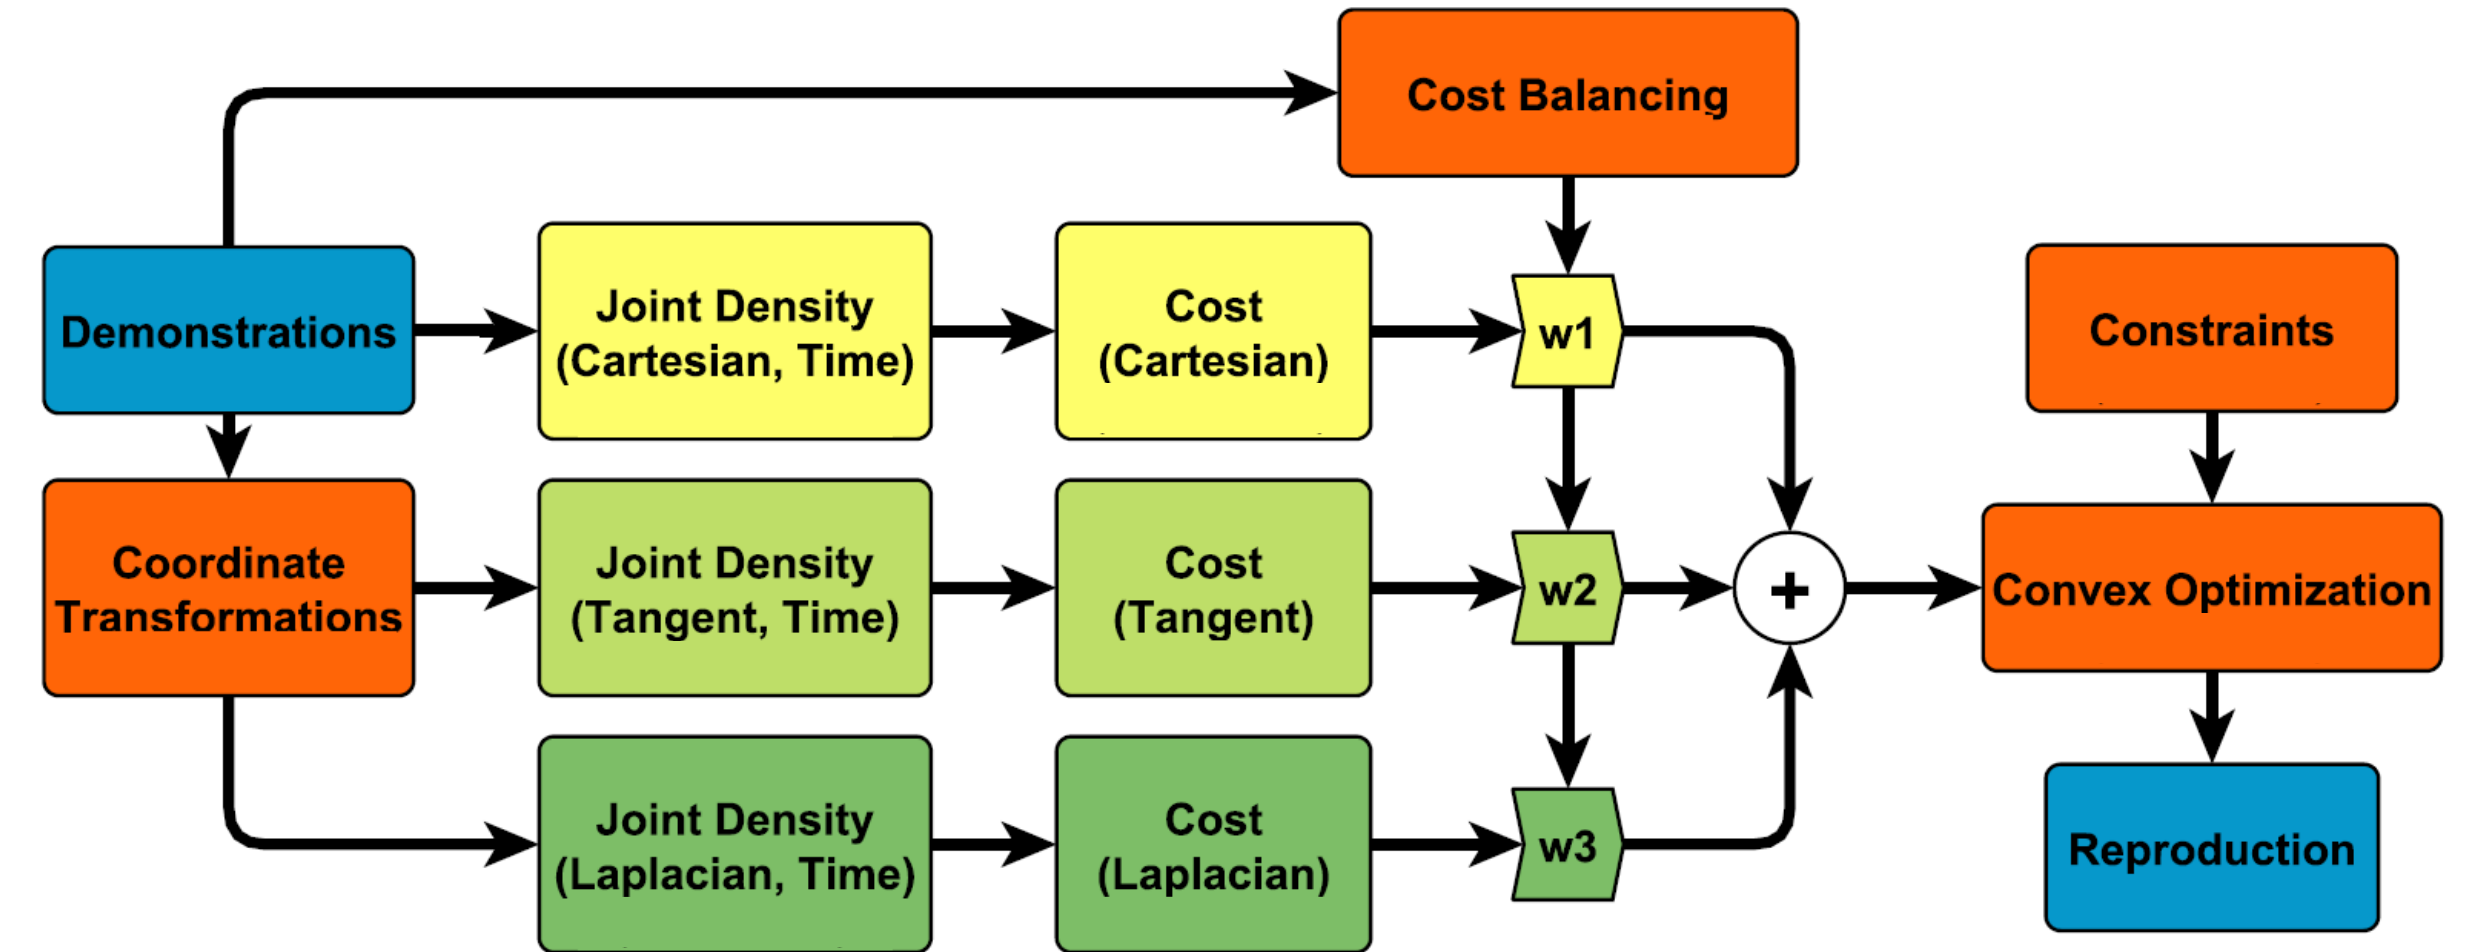 Cost Balancing
Demonstrations
Joint Density
(Cartesian, Time)
Cost
(Cartesian)
w1
Constraints
Coordinate
Transformations
Joint Density
(Tangent, Time)
Cost
(Tangent)
w2
+
Convex Optimization
Joint Density
(Laplacian, Time)
Cost
(Laplacian)
w3
Reproduction